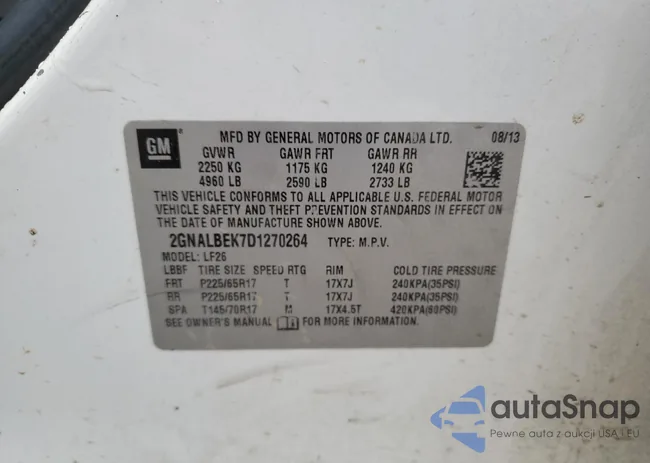 GM
MFD BY GENERAL MOTORS OF CANADA LTD. 08/13
GVWR GAWR FRT GAWR RR
2250 KG 1175 KG 1240 KG
4960 LB 2590 LB 2733 LB
THIS VEHICLE CONFORMS TO ALL APPLICABLE U.S. FEDERAL MOTOR
VEHICLE SAFETY AND THEFT PREVENTION STANDARDS IN EFFECT ON
THE DATE OF MANUFACTURE SHOWN ABOVE.
2GNALBEK7D1270264 TYPE: M.P.V.
MODEL: LF26
LBBF TIRE SIZE SPEED RTG RIM COLD TIRE PRESSURE
FRT P225/65R17 T 17X7J 240KPA(35PSI)
RR P225/65R17 T 17X7J 240KPA(35PSI)
SPA T145/70R17 M 17X4.5T 420KPA(60PSI)
SEE OWNER'S MANUAL FOR MORE INFORMATION.
autaSnap
Pewne auta z aukcji USA i EU